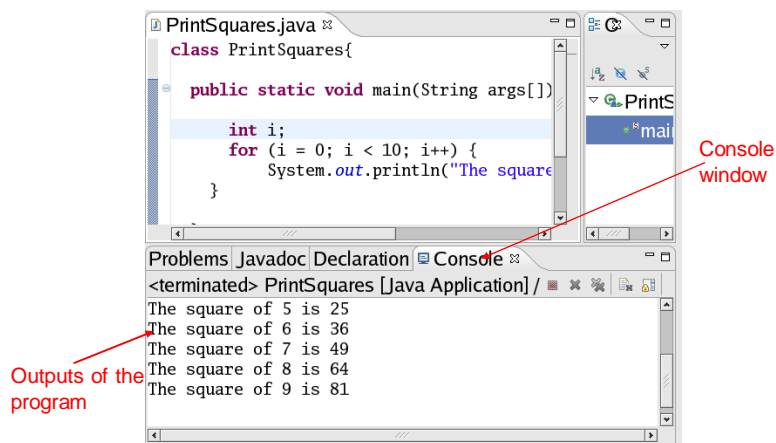 PrintSquares.java
class PrintSquares{
public static void main(String args[])
int i;
for (i = 0; i < 10; i++) {
System.out.println("The square
}
PrintS
main
Console
window
Problems Javadoc Declaration Console
<terminated> PrintSquares [Java Application] /
The square of 5 is 25
The square of 6 is 36
The square of 7 is 49
The square of 8 is 64
The square of 9 is 81
Outputs of the
program